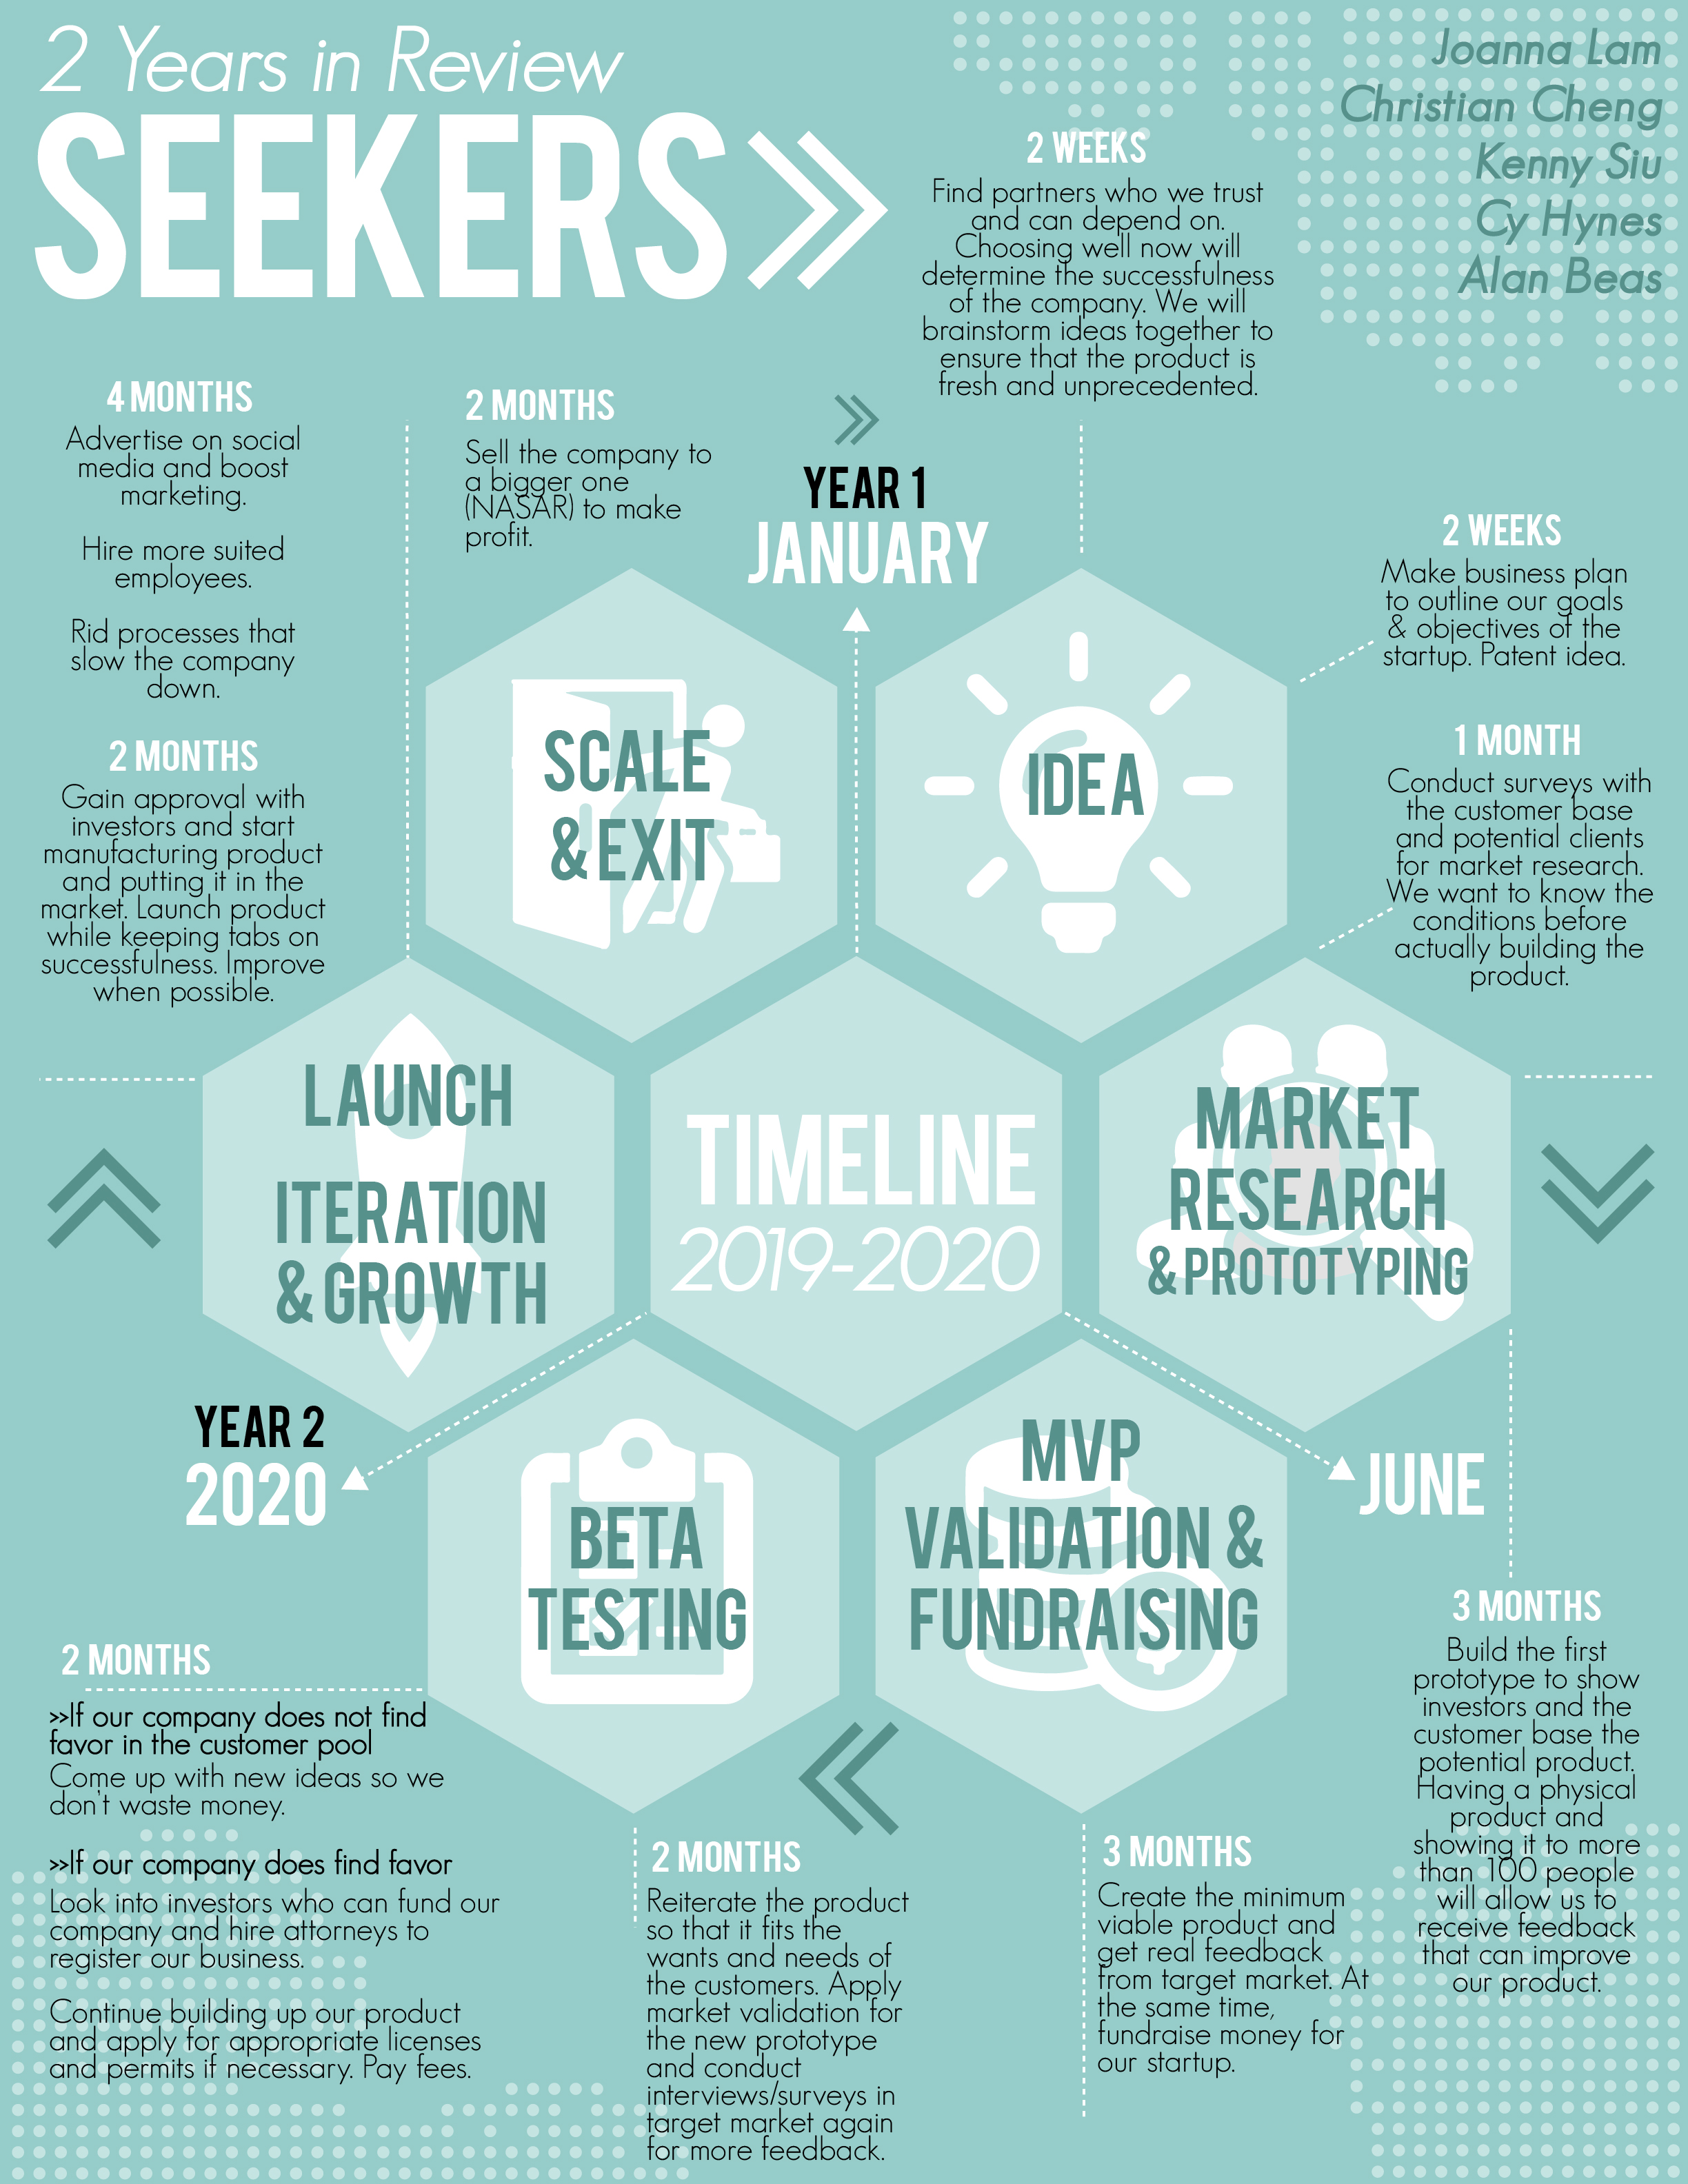 2 Years in Review
SEEKERS
Joanna Lam
Christian Cheng
Kenny Siu
Cy Hynes
Alan Beas
2 WEEKS
Find partners who we trust
and can depend on.
Choosing well now will
determine the successfulness
of the company. We will
brainstorm ideas together to
ensure that the product is
fresh and unprecedented.
4 MONTHS
Advertise on social
media and boost
marketing.
Hire more suited
employees.
Rid processes that
slow the company
down.
2 MONTHS
Sell the company to
a bigger one
(NASAR) to make
profit.
YEAR 1
JANUARY
2 WEEKS
Make business plan
to outline our goals
& objectives of the
startup. Patent idea.
1 MONTH
Conduct surveys with
the customer base
and potential clients
for market research.
We want to know the
conditions before
actually building the
product.
2 MONTHS
Gain approval with
investors and start
manufacturing product
and putting it in the
market. Launch product
while keeping tabs on
successfulness. Improve
when possible.
SCALE
& EXIT
IDEA
LAUNCH
ITERATION
& GROWTH
TIMELINE
2019-2020
MARKET
RESEARCH
& PROTOTYPING
YEAR 2
2020
BETA
TESTING
MVP
VALIDATION &
FUNDRAISING
JUNE
3 MONTHS
Build the first
prototype to show
investors and the
customer base the
potential product.
Having a physical
product and
showing it to more
than 100 people
will allow us to
receive feedback
that can improve
our product.
2 MONTHS
>>If our company does not find
favor in the customer pool
Come up with new ideas so we
don't waste money.
>>If our company does find favor
Look into investors who can fund our
company and hire attorneys to
register our business.
Continue building up our product
and apply for appropriate licenses
and permits if necessary. Pay fees.
2 MONTHS
Reiterate the product
so that it fits the
wants and needs of
the customers. Apply
market validation for
the new prototype
and conduct
interviews/surveys in
target market again
for more feedback.
3 MONTHS
Create the minimum
viable product and
get real feedback
from target market. At
the same time,
fundraise money for
our startup.